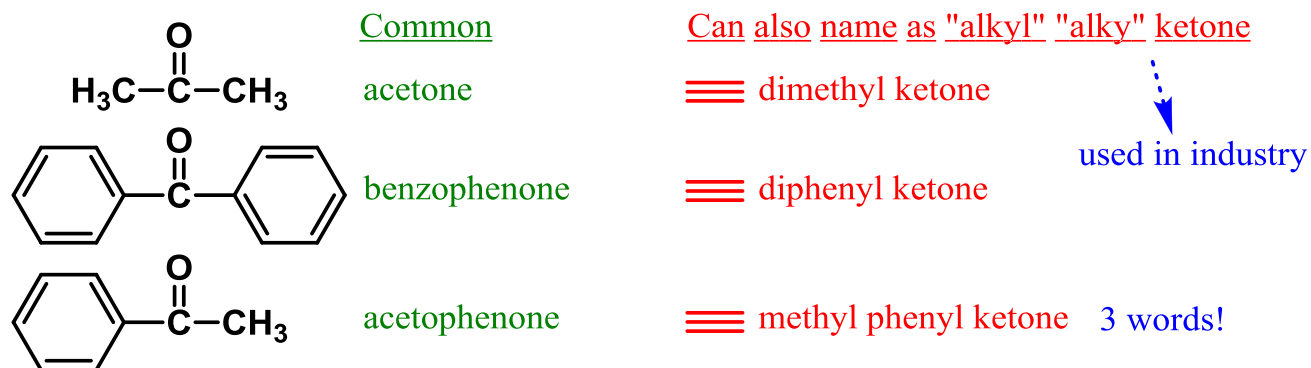 Common Can also name as "alkyl" "alky" ketone
O
H₃C–C–CH₃ acetone ≡ dimethyl ketone
used in industry
O
C benzophenone ≡ diphenyl ketone
O
C–CH₃ acetophenone ≡ methyl phenyl ketone 3 words!